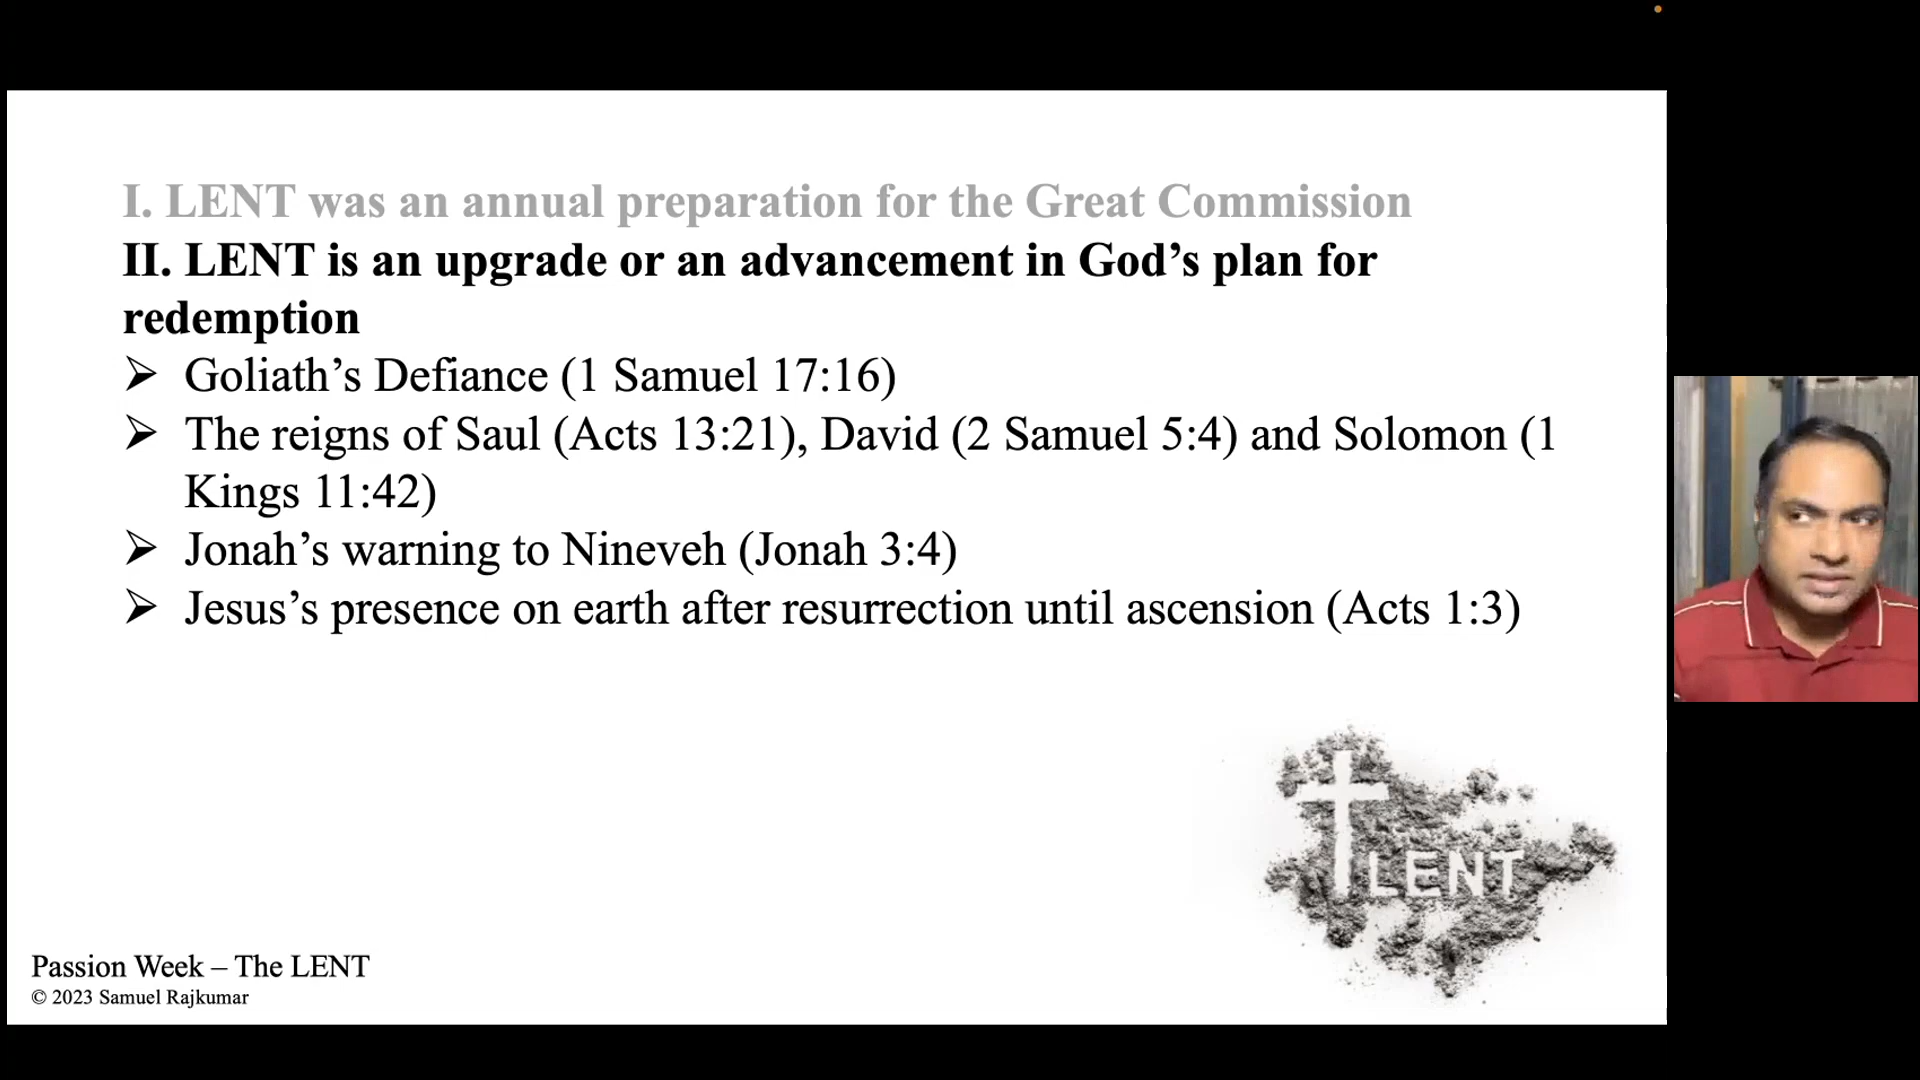 I. LENT was an annual preparation for the Great Commission
II. LENT is an upgrade or an advancement in God’s plan for
redemption
➢ Goliath’s Defiance (1 Samuel 17:16)
➢ The reigns of Saul (Acts 13:21), David (2 Samuel 5:4) and Solomon (1
Kings 11:42)
➢ Jonah’s warning to Nineveh (Jonah 3:4)
➢ Jesus’s presence on earth after resurrection until ascension (Acts 1:3)
LENT
Passion Week – The LENT
© 2023 Samuel Rajkumar